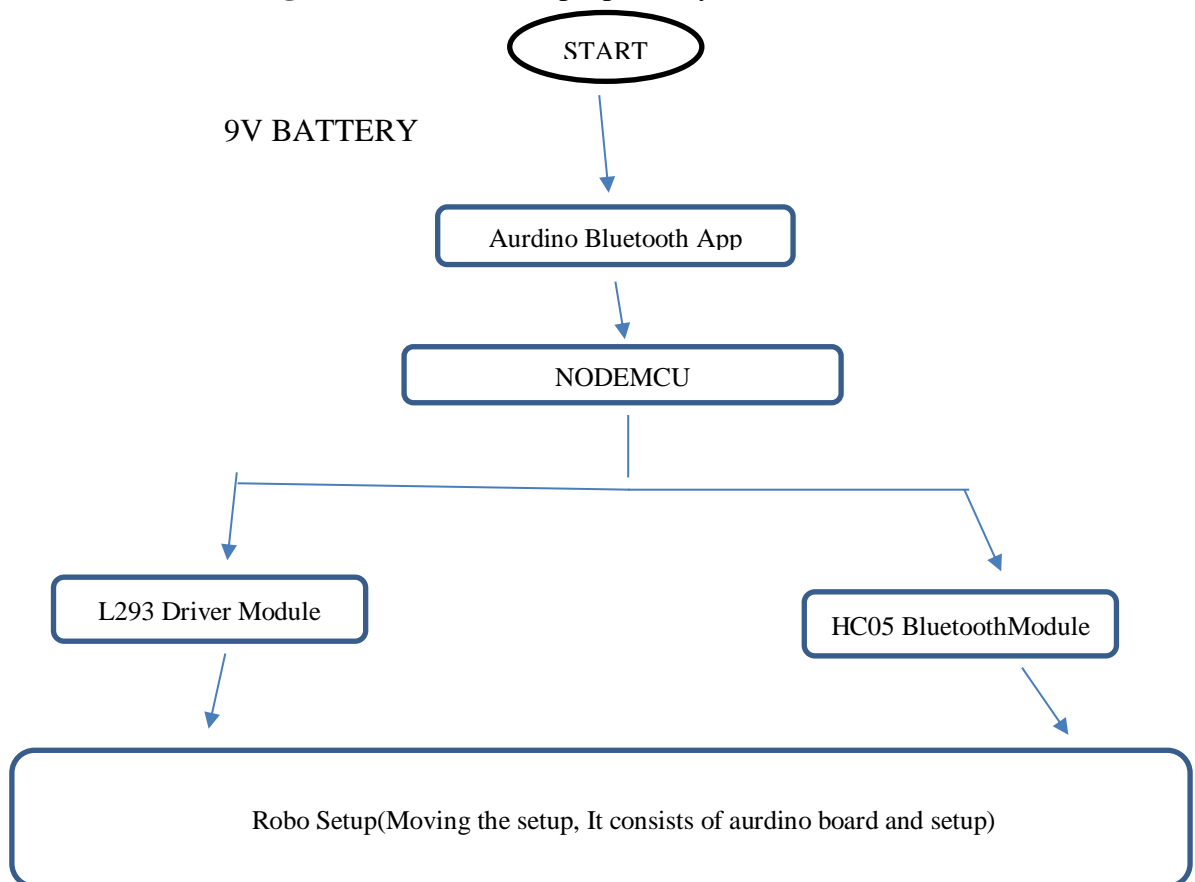 START
9V BATTERY
Aurdino Bluetooth App
NODEMCU
L293 Driver Module
HC05 BluetoothModule
Robo Setup(Moving the setup, It consists of aurdino board and setup)